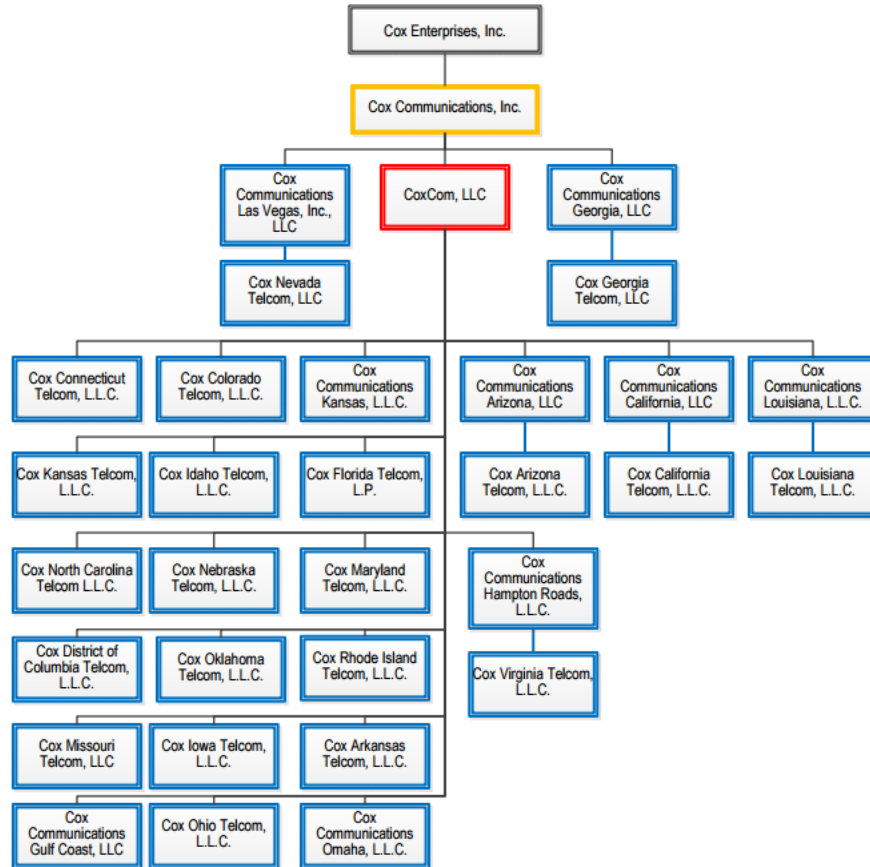 Cox Enterprises, Inc.
Cox Communications, Inc.
Cox
Communications
Las Vegas, Inc.,
LLC
CoxCom, LLC
Cox
Communications
Georgia, LLC
Cox Nevada
Telcom, LLC
Cox Georgia
Telcom, LLC
Cox Connecticut
Telcom, L.L.C.
Cox Colorado
Telcom, L.L.C.
Cox
Communications
Kansas, L.L.C.
Cox
Communications
Arizona, LLC
Cox
Communications
California, LLC
Cox
Communications
Louisiana, L.L.C.
Cox Kansas Telcom,
L.L.C.
Cox Idaho Telcom,
L.L.C.
Cox Florida Telcom,
L.P.
Cox Arizona
Telcom, L.L.C.
Cox California
Telcom, L.L.C.
Cox Louisiana
Telcom, L.L.C.
Cox North Carolina
Telcom L.L.C.
Cox Nebraska
Telcom, L.L.C.
Cox Maryland
Telcom, L.L.C.
Cox
Communications
Hampton Roads,
L.L.C.
Cox District of
Columbia Telcom,
L.L.C.
Cox Oklahoma
Telcom, L.L.C.
Cox Rhode Island
Telcom, L.L.C.
Cox Virginia Telcom,
L.L.C.
Cox Missouri
Telcom, LLC
Cox Iowa Telcom,
L.L.C.
Cox Arkansas
Telcom, L.L.C.
Cox
Communications
Gulf Coast, LLC
Cox Ohio Telcom,
L.L.C.
Cox
Communications
Omaha, L.L.C.